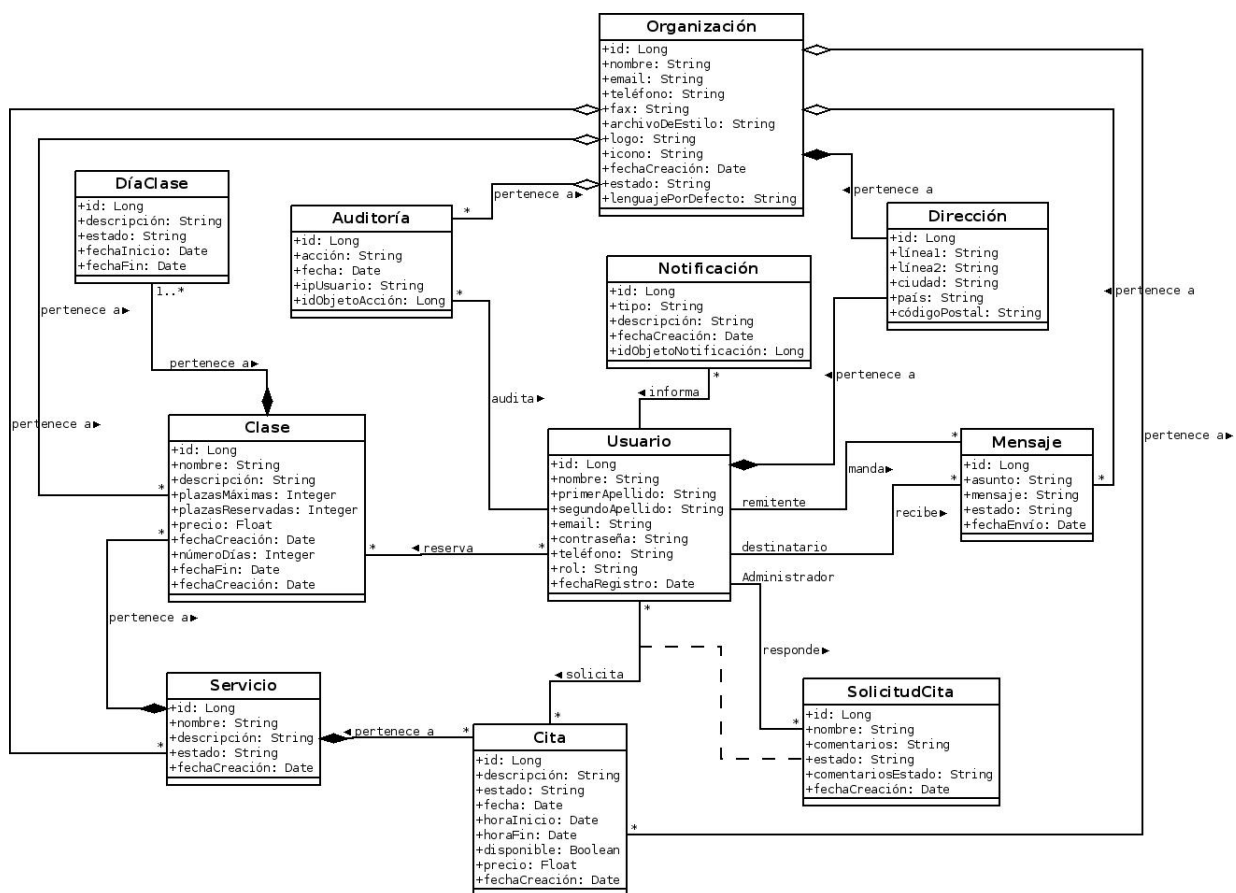 Organización
+id: Long
+nombre: String
+email: String
+teléfono: String
+fax: String
+archivoDeEstilo: String
+logo: String
+icono: String
+fechaCreación: Date
+estado: String
+lenguajePorDefecto: String
DíaClase
+id: Long
+descripción: String
+estado: String
+fechaInicio: Date
+fechaFin: Date
1..*
Auditoría
+id: Long
+acción: String
+fecha: Date
+ipUsuario: String
+idObjetoAcción: Long
*
*
pertenece a
Dirección
+id: Long
+línea1: String
+línea2: String
+ciudad: String
+país: String
+códigoPostal: String
pertenece a
Notificación
+id: Long
+tipo: String
+descripción: String
+fechaCreación: Date
+idObjetoNotificación: Long
*
informa
pertenece a
pertenece a
pertenece a
pertenece a
audita
pertenece a
pertenece a
Clase
+id: Long
+nombre: String
+descripción: String
+plazasMáximas: Integer
+plazasReservadas: Integer
+precio: Float
+fechaCreación: Date
+númeroDías: Integer
+fechaFin: Date
+fechaCreación: Date
*
*
*
reserva
*
Usuario
+id: Long
+nombre: String
+primerApellido: String
+segundoApellido: String
+email: String
+contraseña: String
+teléfono: String
+rol: String
+fechaRegistro: Date
*
remitente
manda
*
destinatario
recibe
*
Administrador
responde
*
Mensaje
+id: Long
+asunto: String
+mensaje: String
+estado: String
+fechaEnvío: Date
*
pertenece a
solicita
*
Servicio
+id: Long
+nombre: String
+descripción: String
+estado: String
+fechaCreación: Date
*
pertenece a
*
Cita
+id: Long
+descripción: String
+estado: String
+fecha: Date
+horaInicio: Date
+horaFin: Date
+disponible: Boolean
+precio: Float
+fechaCreación: Date
*
SolicitudCita
+id: Long
+nombre: String
+comentarios: String
+estado: String
+comentariosEstado: String
+fechaCreación: Date